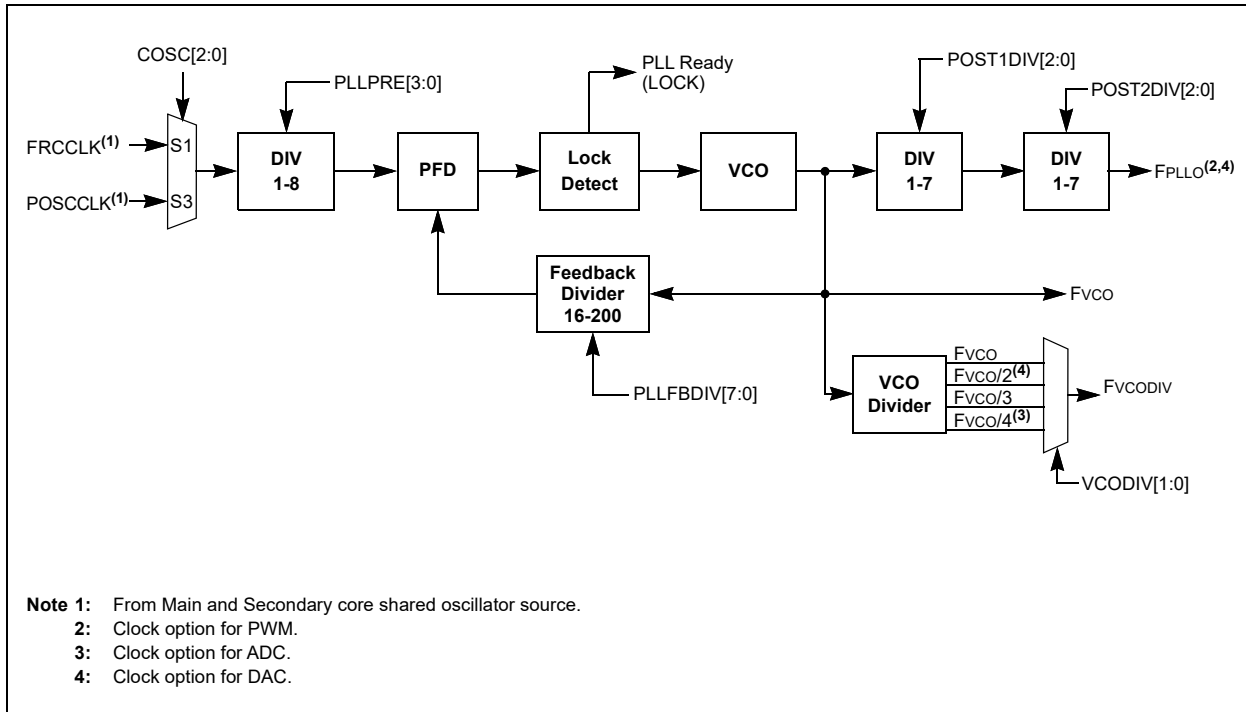 COSC[2:0]
PLLPRE[3:0]
PLL Ready
(LOCK)
POST1DIV[2:0]
POST2DIV[2:0]
FRCCLK(1)
S1
POSCCLK(1)
S3
DIV
1-8
PFD
Lock
Detect
VCO
DIV
1-7
DIV
1-7
FPLLO(2,4)
Feedback
Divider
16-200
FVCO
PLLFBDIV[7:0]
VCO
Divider
FVCO
FVCO/2(4)
FVCO/3
FVCO/4(3)
FVCODIV
VCODIV[1:0]
Note 1: From Main and Secondary core shared oscillator source.
2: Clock option for PWM.
3: Clock option for ADC.
4: Clock option for DAC.